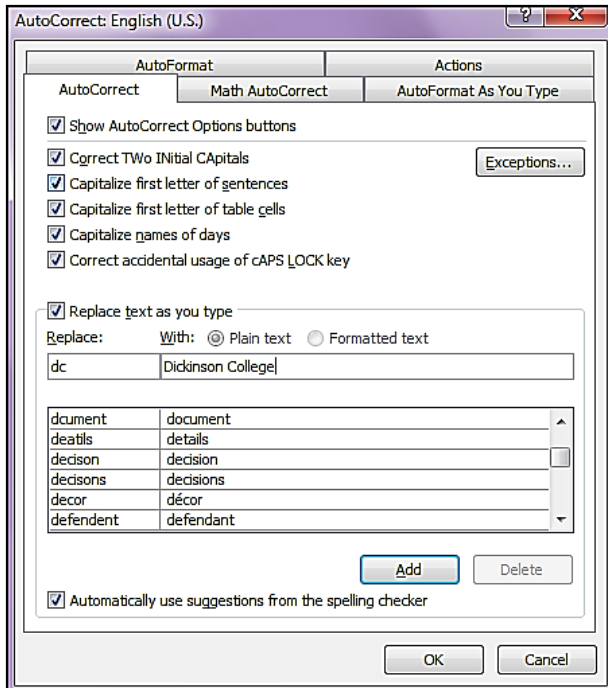 AutoCorrect: English (U.S.)
?
AutoFormat Actions
AutoCorrect Math AutoCorrect AutoFormat As You Type
Show AutoCorrect Options buttons
Correct TWo INitial CApitals Exceptions...
Capitalize first letter of sentences
Capitalize first letter of table cells
Capitalize names of days
Correct accidental usage of cAPS LOCK key
Replace text as you type
Replace: With: Plain text Formatted text
dc Dickinson College
dcument document
deatils details
decison decision
decisons decisions
decor décor
defendent defendant
Add Delete
Automatically use suggestions from the spelling checker
OK Cancel